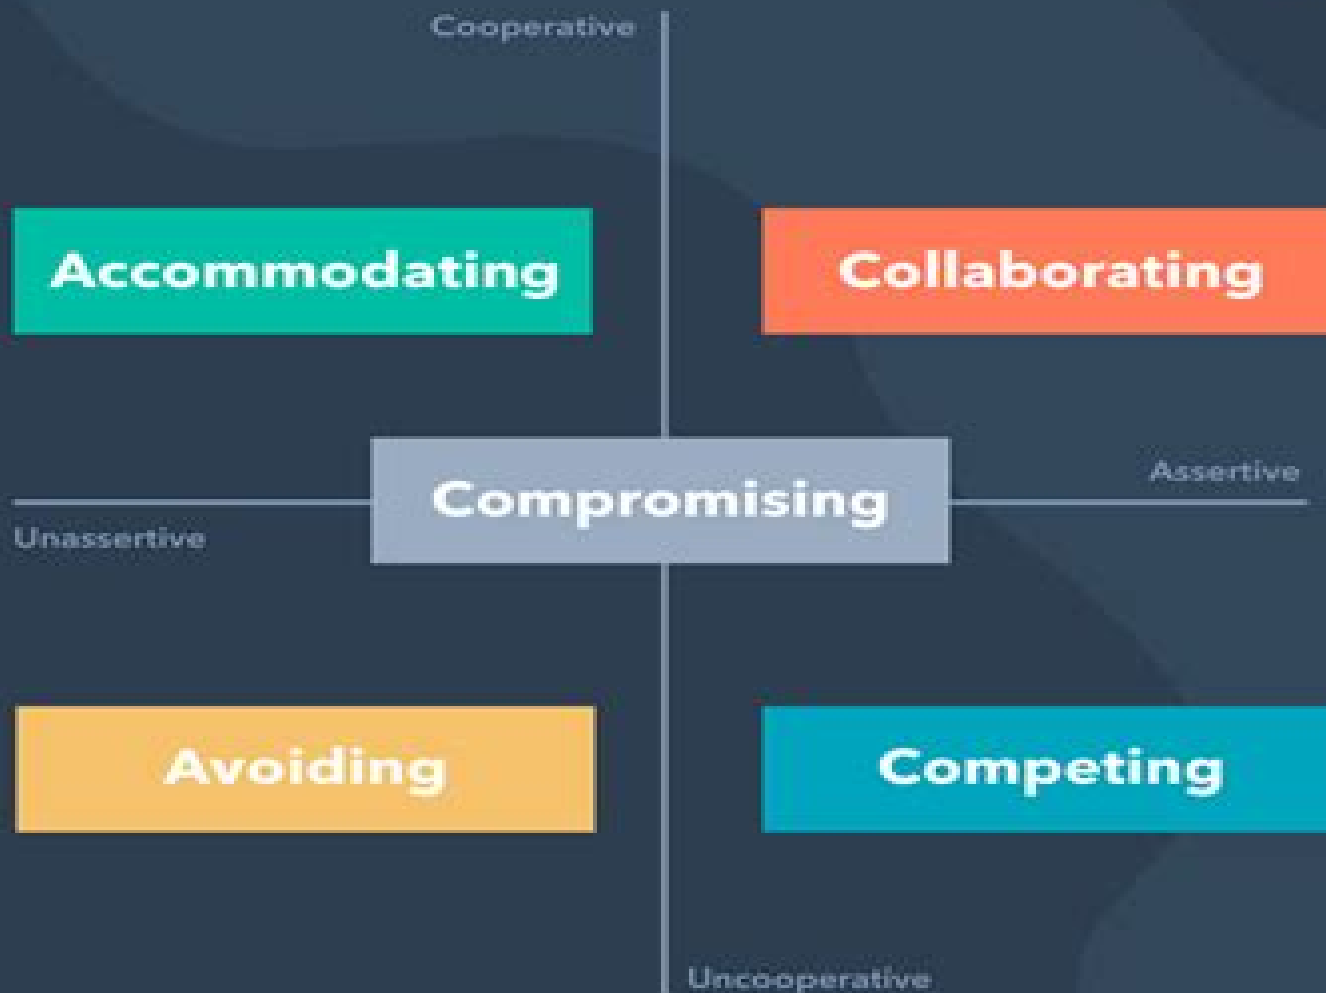 Cooperative
Accommodating
Collaborating
Compromising
Assertive
Unassertive
Avoiding
Competing
Uncooperative